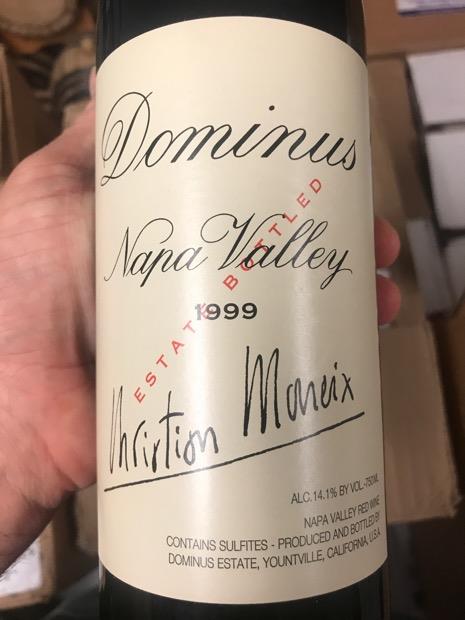 Dominus
Napa Valley
ESTATE BOTTLED
1999
Christian Moueix
ALC.14.1% BY VOL.-750ML
NAPA VALLEY RED WINE
CONTAINS SULFITES - PRODUCED AND BOTTLED BY
DOMINUS ESTATE, YOUNTVILLE, CALIFORNIA, U.S.A.